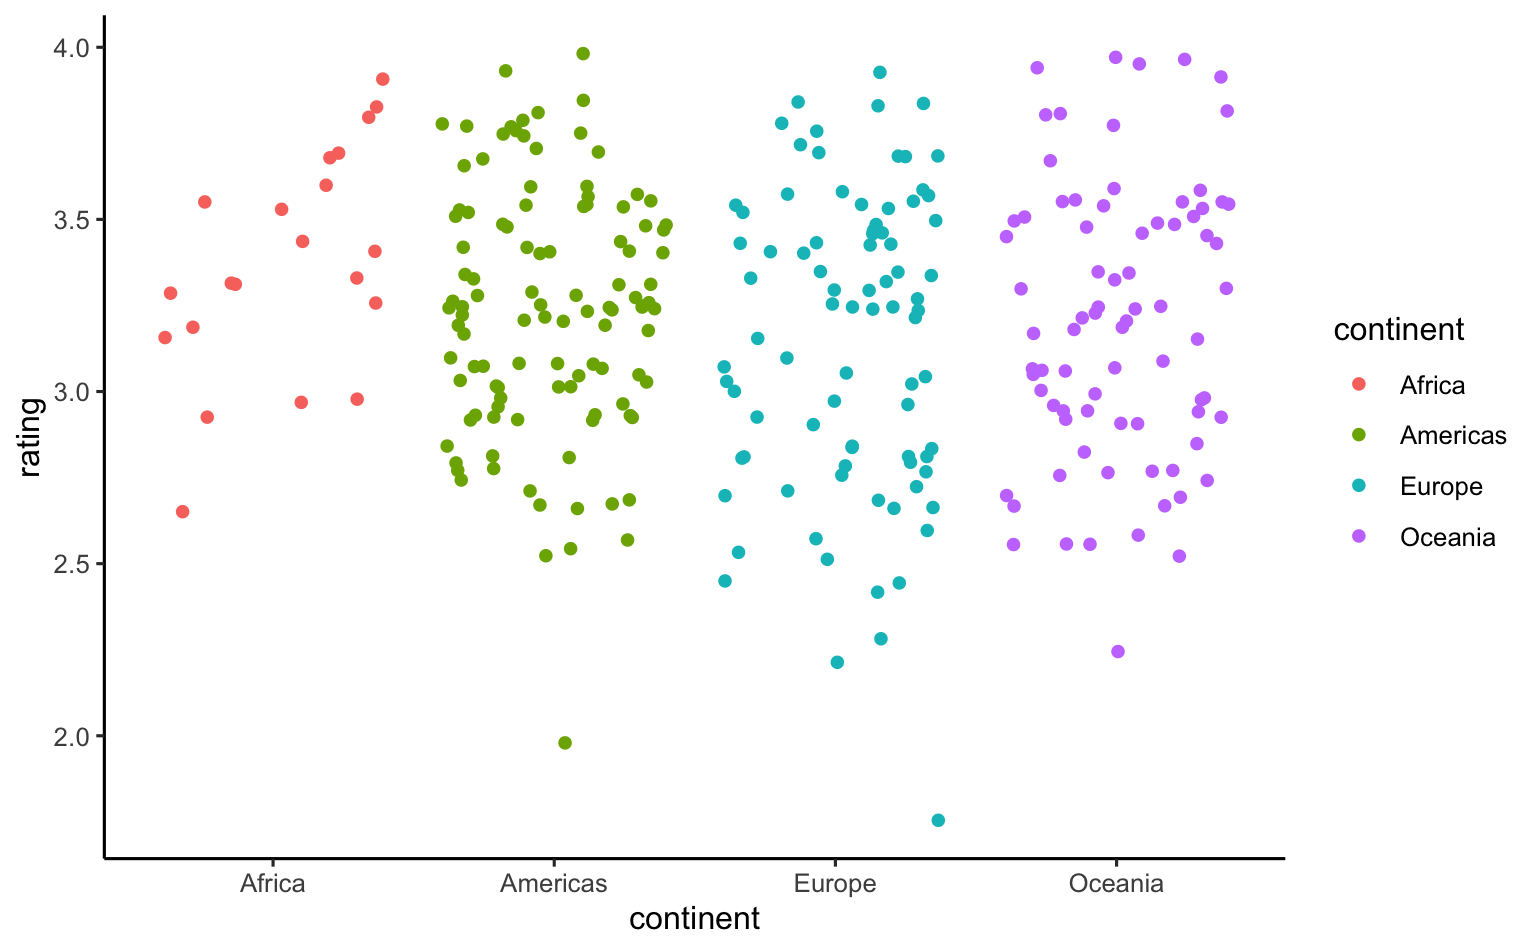 4.0
3.5
3.0
2.5
2.0
rating
Africa
Americas
Europe
Oceania
continent
continent
Africa
Americas
Europe
Oceania